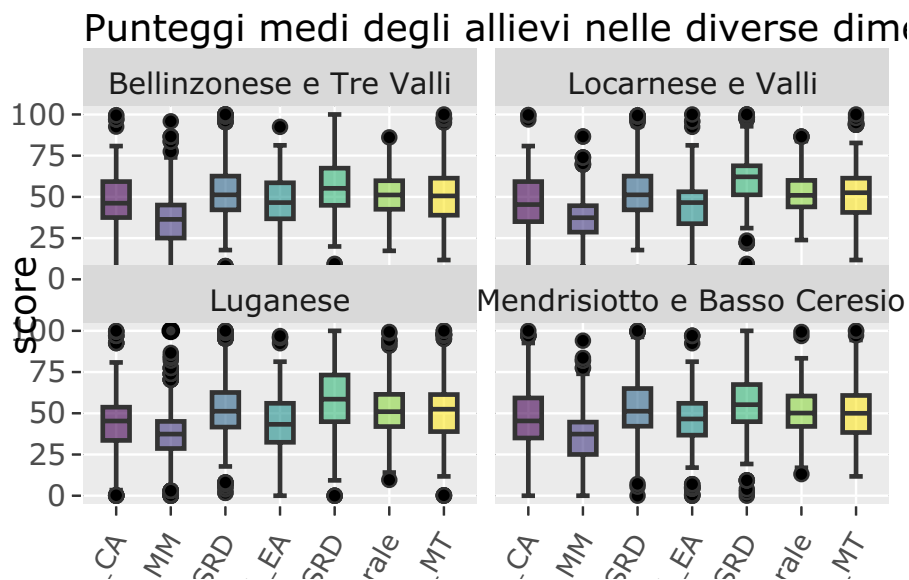 Punteggi medi degli allievi nelle diverse
Bellinzonese e Tre Valli
Locarnese e Valli
100
75
50
25
0
score
Luganese
Mendrisiotto e Basso Ceresio
100
75
50
25
0
_CA
MM
SRD
_EA
SRD
rale
_MT
_CA
MM
SRD
_EA
SRD
rale
_MT